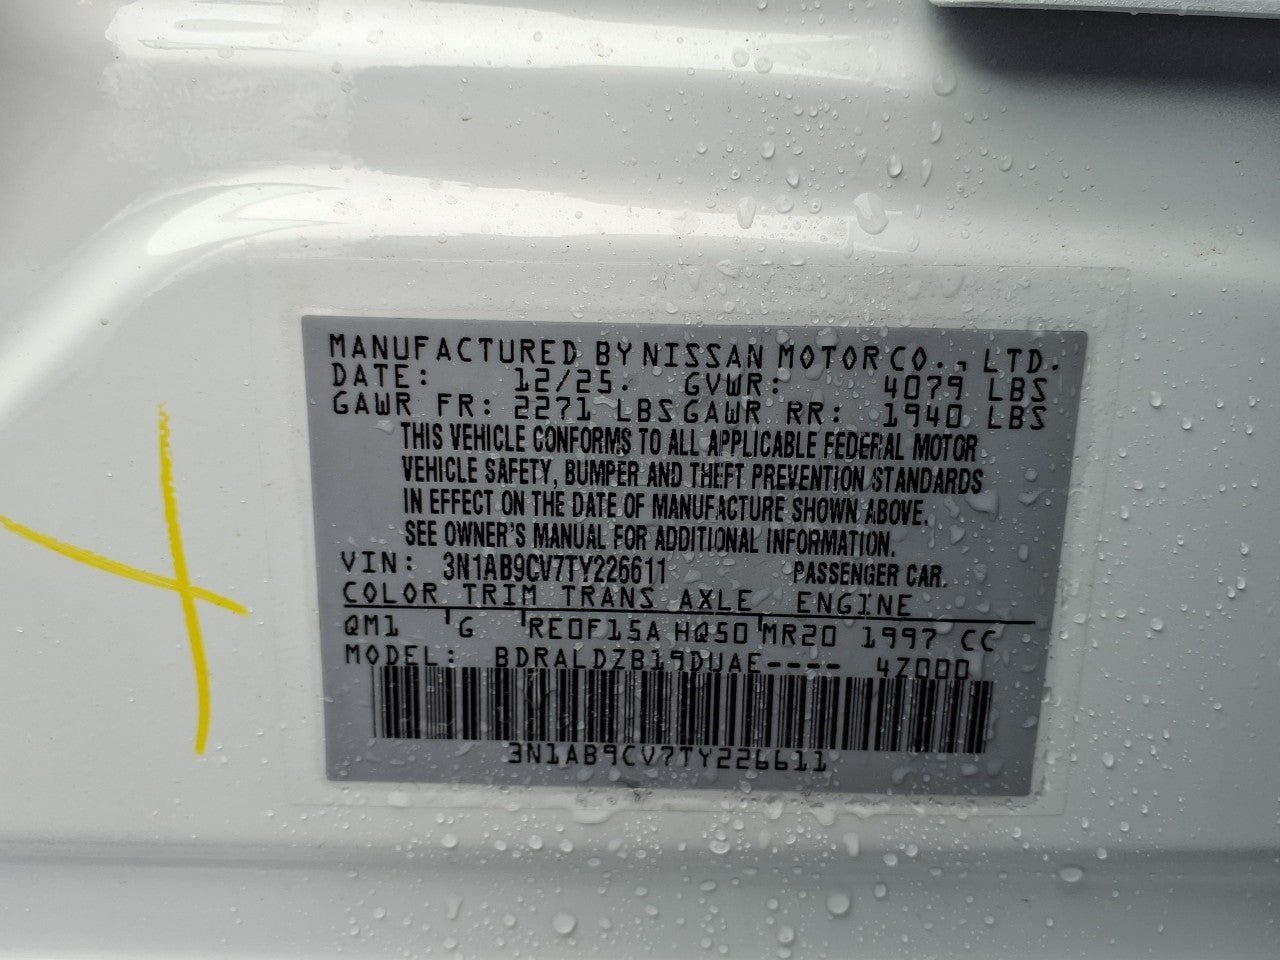 MANUFACTURED BY NISSAN MOTOR CO., LTD.
DATE: 12/25. GVWR: 4079 LBS
GAWR FR: 2271 LBS GAWR RR: 1940 LBS
THIS VEHICLE CONFORMS TO ALL APPLICABLE FEDERAL MOTOR
VEHICLE SAFETY, BUMPER AND THEFT PREVENTION STANDARDS
IN EFFECT ON THE DATE OF MANUFACTURE SHOWN ABOVE.
SEE OWNER'S MANUAL FOR ADDITIONAL INFORMATION.
VIN: 3N1AB9CV7TY226611 PASSENGER CAR.
COLOR TRIM TRANS AXLE ENGINE
QM1 G RE0F15A HQ50 MR20 1997 CC
MODEL: BDRALDZB19DUAE---- 4Z000
3N1AB9CV7TY226611